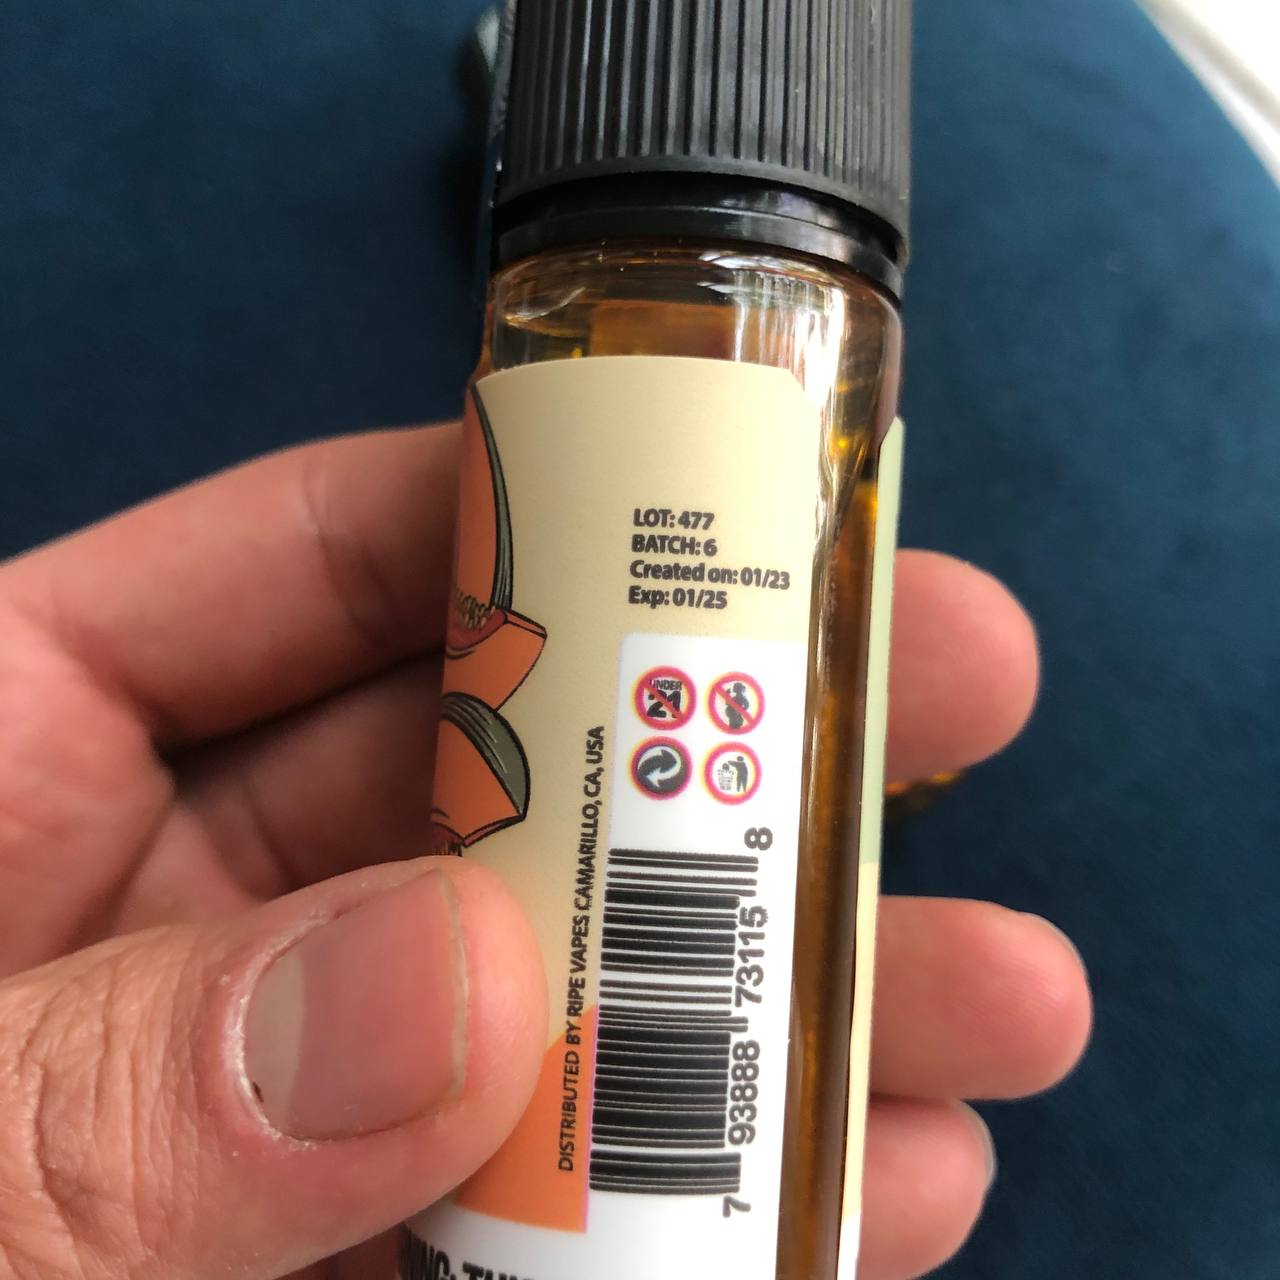 LOT: 477
BATCH: 6
Created on: 01/23
Exp: 01/25
UNDER
21
DISTRIBUTED BY RIPE VAPES CAMARILLO, CA, USA
7 93888 73115 8